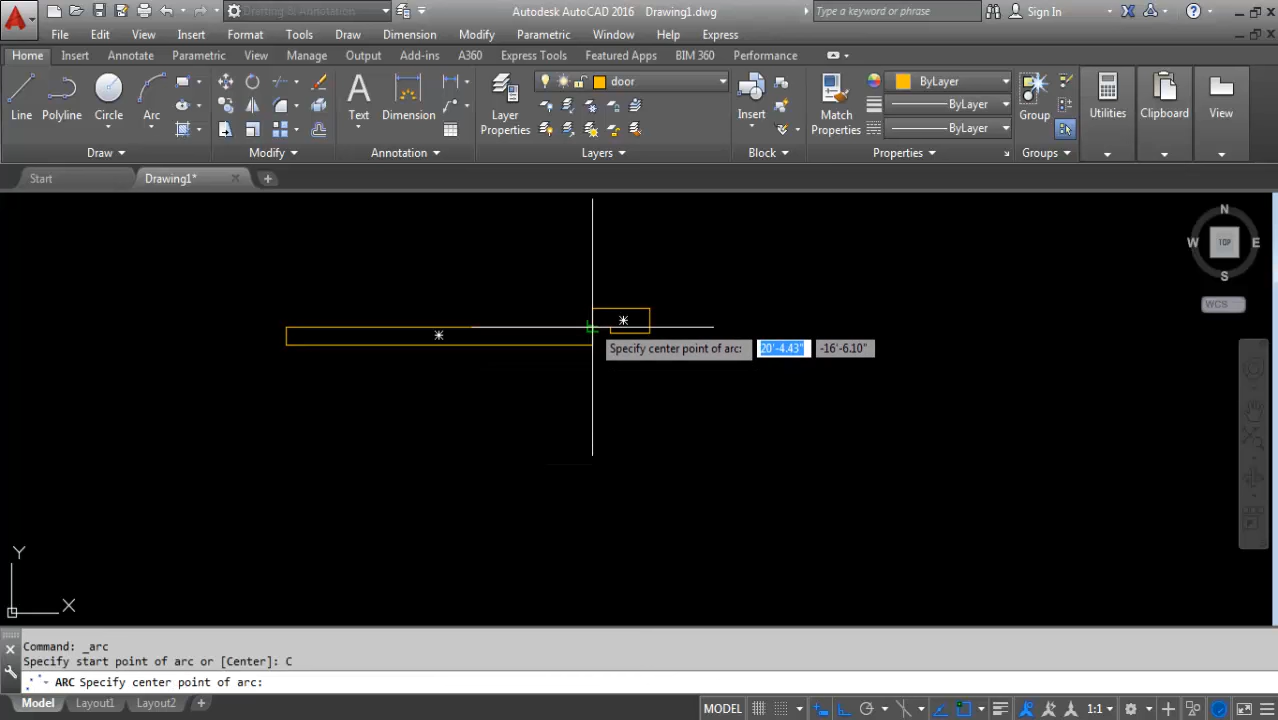 Drawing & Annotation
Autodesk AutoCAD 2016 Drawing1.dwg
Type a keyword or phrase
Sign In
File Edit View Insert Format Tools Draw Dimension Modify Parametric Window Help Express
Home Insert Annotate Parametric View Manage Output Add-ins A360 Express Tools Featured Apps BIM 360 Performance
door
ByLayer
ByLayer
ByLayer
Line Polyline Circle Arc
Text Dimension
Layer Properties
Insert
Match Properties
Group
Utilities Clipboard View
Draw Modify Annotation Layers Block Properties Groups
Start Drawing1*
N
W TOP E
S
WCS
Specify center point of arc: 20'-4.43" -16'-6.10"
Y
X
Command: _arc
Specify start point of arc or [Center]: C
ARC Specify center point of arc:
Model Layout1 Layout2
MODEL 1:1